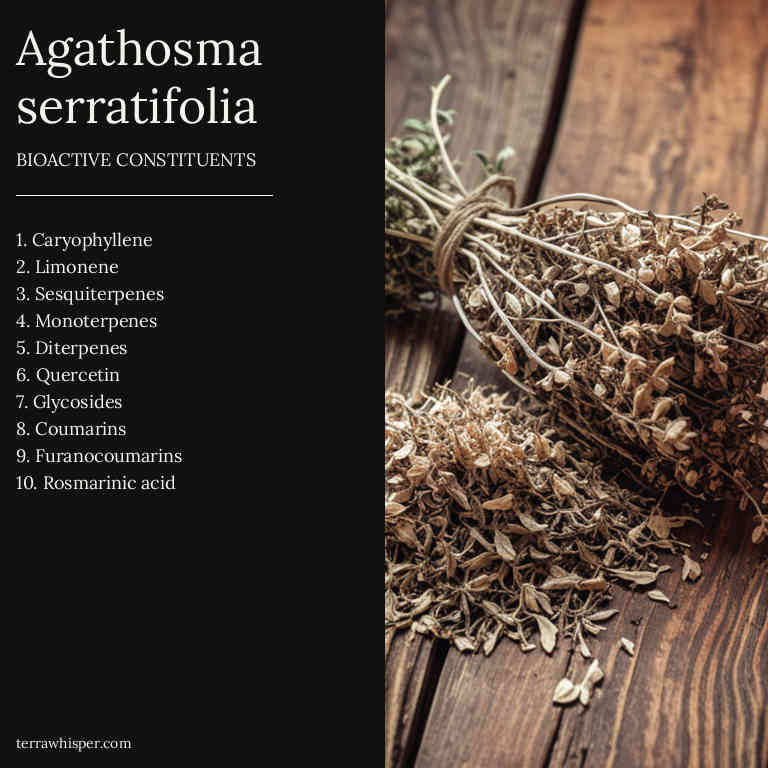 Agathosma
serratifolia
BIOACTIVE CONSTITUENTS
1. Caryophyllene
2. Limonene
3. Sesquiterpenes
4. Monoterpenes
5. Diterpenes
6. Quercetin
7. Glycosides
8. Coumarins
9. Furanocoumarins
10. Rosmarinic acid
terrawhisper.com